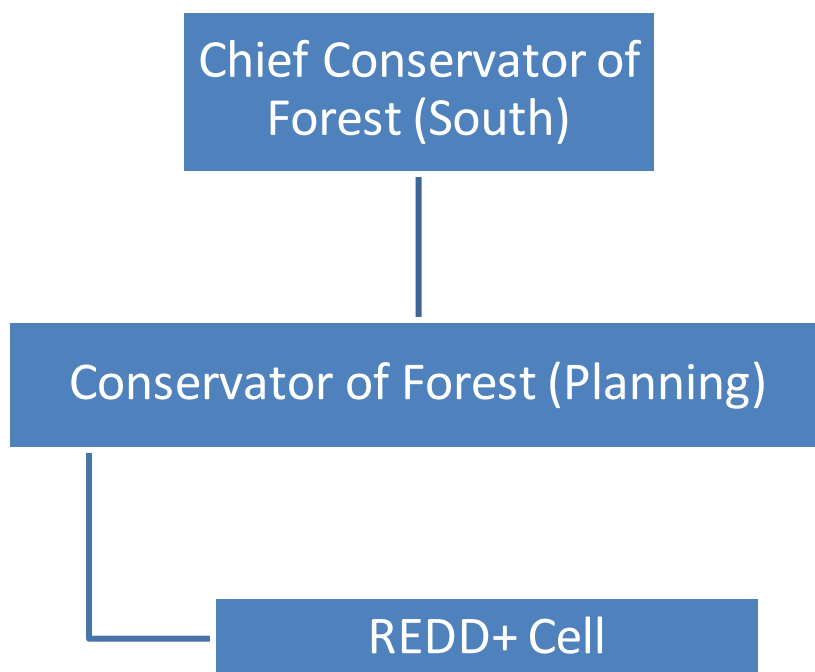 Chief Conservator of
Forest (South)
Conservator of Forest (Planning)
REDD+ Cell